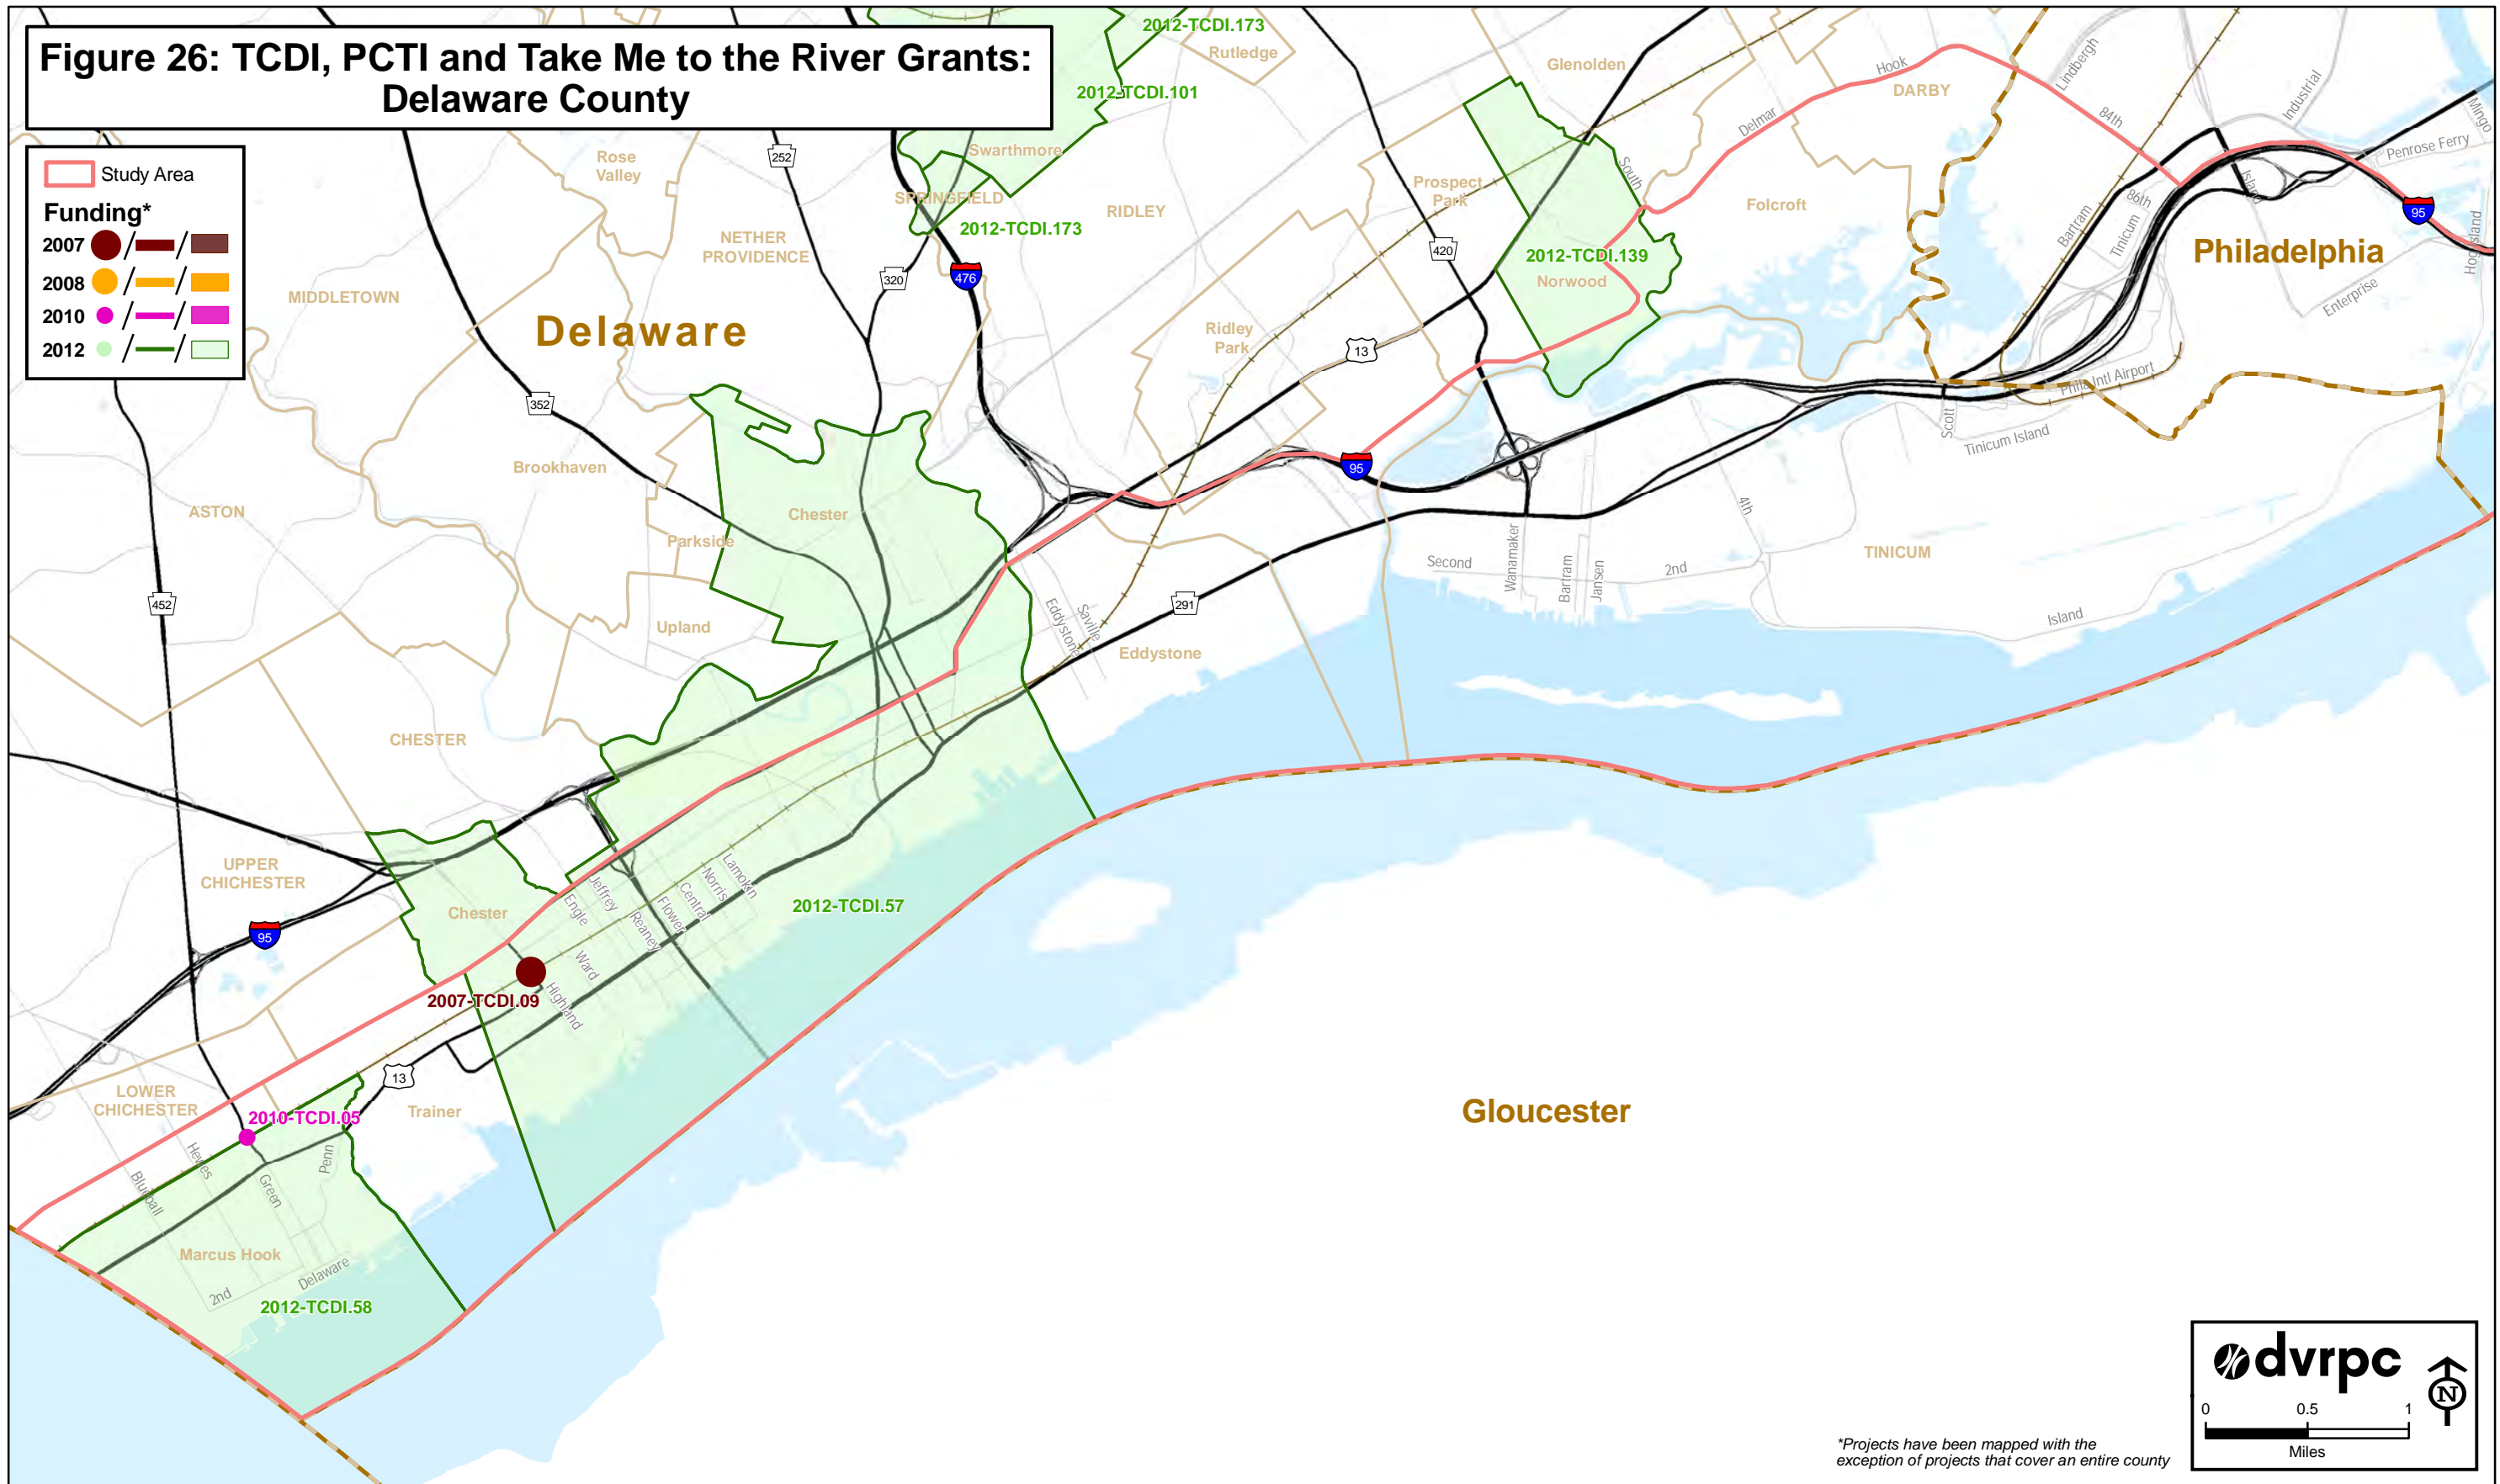 Figure 26: TCDI, PCTI and Take Me to the River Grants:
Delaware County
Study Area
Funding*
2007
2008
2010
2012
2012-TCDI.173
Rutledge
2012-TCDI.101
Swarthmore
SPRINGFIELD
2012-TCDI.173
RIDLEY
Rose
Valley
NETHER
PROVIDENCE
MIDDLETOWN
Delaware
252
320
476
352
Glenolden
Hook
DARBY
Delmar
South
Prospect
Park
Folcroft
420
2012-TCDI.139
Norwood
Ridley
Park
13
Lindbergh
84th
Industrial
Mingo
Penrose Ferry
Island
86th
Bartram
Tinicum
95
Hog Island
Philadelphia
Enterprise
Phila Intl Airport
Scott
Tinicum Island
Brookhaven
ASTON
Chester
Parkside
Upland
452
95
4th
Second
Wanamaker
Bartram
Jansen
2nd
TINICUM
Island
291
Saville
Eddystone
Eddystone
CHESTER
UPPER
CHICHESTER
95
Chester
Lamokin
Norris
Central
Flower
Reaney
Jeffrey
Engle
Ward
Highland
2012-TCDI.57
2007-TCDI.09
13
LOWER
CHICHESTER
Trainer
2010-TCDI.05
Hewes
Blueball
Green
Penn
Marcus Hook
Delaware
2nd
2012-TCDI.58
Gloucester
*Projects have been mapped with the
exception of projects that cover an entire county
dvrpc
N
0 0.5 1
Miles